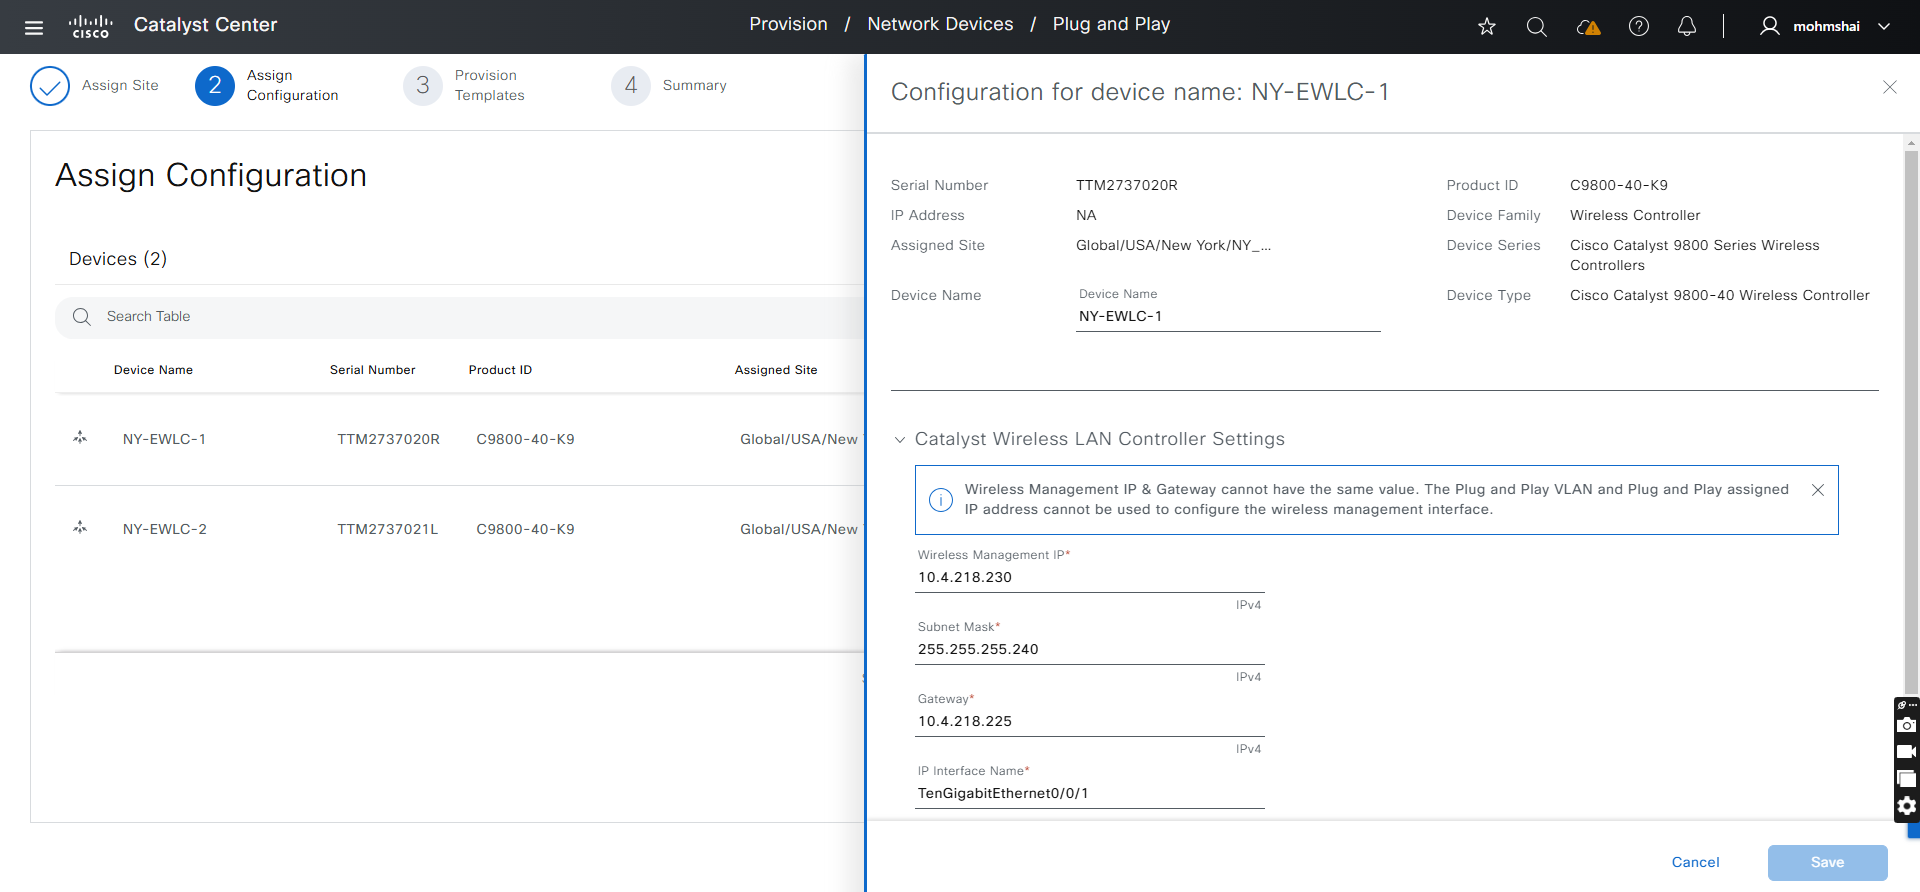 cisco
Catalyst Center
Provision / Network Devices / Plug and Play
mohmshai
Assign Site
2
Assign
Configuration
3
Provision
Templates
4
Summary
Assign Configuration
Devices (2)
Search Table
Device Name Serial Number Product ID Assigned Site
NY-EWLC-1 TTM2737020R C9800-40-K9 Global/USA/New
NY-EWLC-2 TTM2737021L C9800-40-K9 Global/USA/New
Configuration for device name: NY-EWLC-1
Serial Number TTM2737020R Product ID C9800-40-K9
IP Address NA Device Family Wireless Controller
Assigned Site Global/USA/New York/NY_... Device Series Cisco Catalyst 9800 Series Wireless
Controllers
Device Name Device Name Device Type Cisco Catalyst 9800-40 Wireless Controller
NY-EWLC-1
Catalyst Wireless LAN Controller Settings
Wireless Management IP & Gateway cannot have the same value. The Plug and Play VLAN and Plug and Play assigned
IP address cannot be used to configure the wireless management interface.
Wireless Management IP*
10.4.218.230
IPv4
Subnet Mask*
255.255.255.240
IPv4
Gateway*
10.4.218.225
IPv4
IP Interface Name*
TenGigabitEthernet0/0/1
Cancel Save